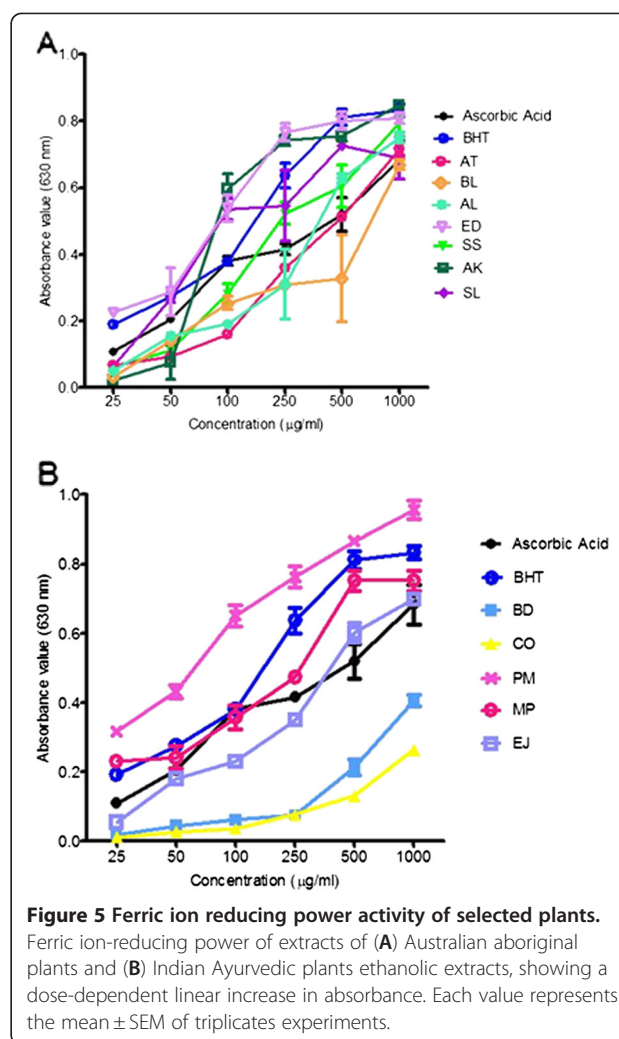 A
Absorbance value (630 nm)
1.0
0.8
0.6
0.4
0.2
0.0
25 50 100 250 500 1000
Concentration (μg/ml)
Ascorbic Acid
BHT
AT
BL
AL
ED
SS
AK
SL
B
Absorbance value (630 nm)
1.0
0.8
0.6
0.4
0.2
0.0
25 50 100 250 500 1000
Concentration (μg/ml)
Ascorbic Acid
BHT
BD
CO
PM
MP
EJ
Figure 5 Ferric ion reducing power activity of selected plants.
Ferric ion-reducing power of extracts of (A) Australian aboriginal
plants and (B) Indian Ayurvedic plants ethanolic extracts, showing a
dose-dependent linear increase in absorbance. Each value represents
the mean ± SEM of triplicates experiments.